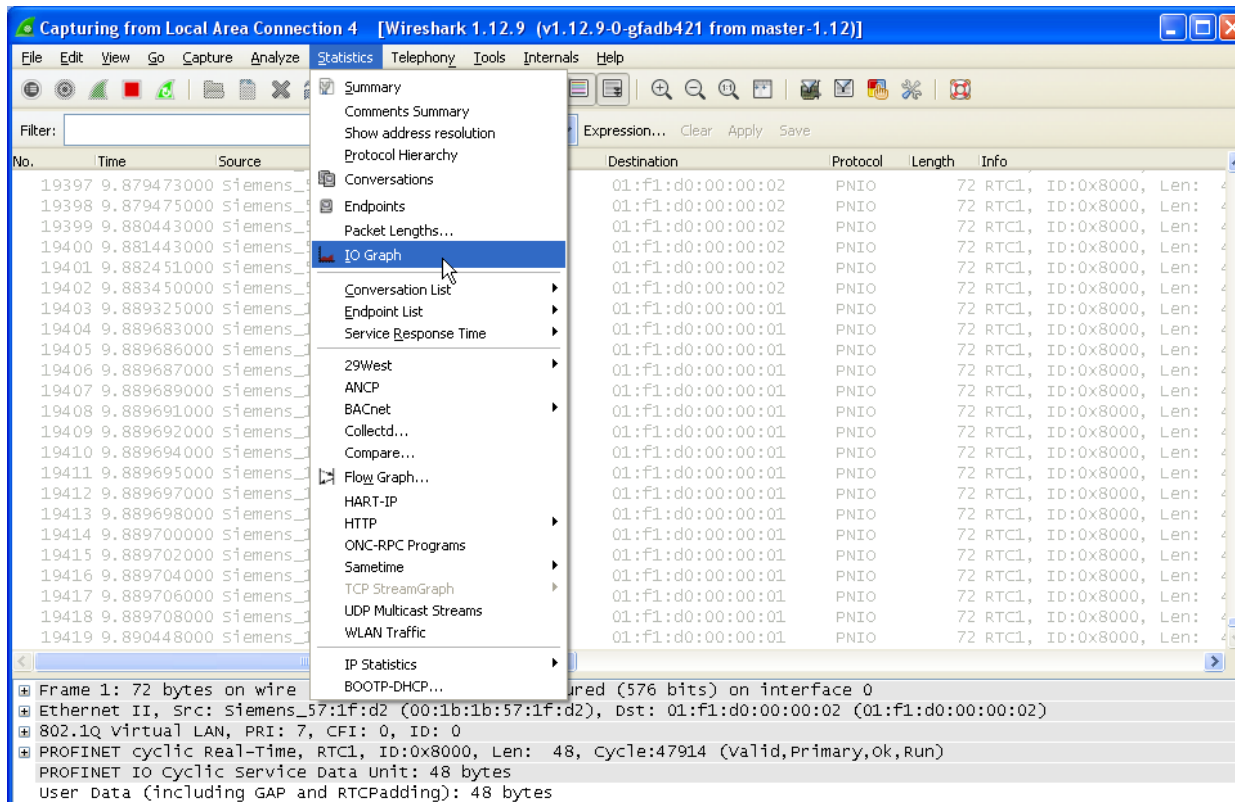 Capturing from Local Area Connection 4 [Wireshark 1.12.9 (v1.12.9-0-gfadb421 from master-1.12)]
File Edit View Go Capture Analyze Statistics Telephony Tools Internals Help
Filter: Expression... Clear Apply Save
No. Time Source Destination Protocol Length Info
Summary
Comments Summary
Show address resolution
Protocol Hierarchy
Conversations
Endpoints
Packet Lengths...
IO Graph
Conversation List
Endpoint List
Service Response Time
29West
ANCP
BACnet
Collectd...
Compare...
Flow Graph...
HART-IP
HTTP
ONC-RPC Programs
Sametime
TCP StreamGraph
UDP Multicast Streams
WLAN Traffic
IP Statistics
BOOTP-DHCP...
19397 9.879473000 Siemens_5 01:f1:d0:00:00:02 PNIO 72 RTC1, ID:0x8000, Len:
19398 9.879475000 Siemens_5 01:f1:d0:00:00:02 PNIO 72 RTC1, ID:0x8000, Len:
19399 9.880443000 Siemens_5 01:f1:d0:00:00:02 PNIO 72 RTC1, ID:0x8000, Len:
19400 9.881443000 Siemens_5 01:f1:d0:00:00:02 PNIO 72 RTC1, ID:0x8000, Len:
19401 9.882451000 Siemens_5 01:f1:d0:00:00:02 PNIO 72 RTC1, ID:0x8000, Len:
19402 9.883450000 Siemens_5 01:f1:d0:00:00:02 PNIO 72 RTC1, ID:0x8000, Len:
19403 9.889325000 Siemens_1 01:f1:d0:00:00:01 PNIO 72 RTC1, ID:0x8000, Len:
19404 9.889683000 Siemens_1 01:f1:d0:00:00:01 PNIO 72 RTC1, ID:0x8000, Len:
19405 9.889686000 Siemens_1 01:f1:d0:00:00:01 PNIO 72 RTC1, ID:0x8000, Len:
19406 9.889687000 Siemens_1 01:f1:d0:00:00:01 PNIO 72 RTC1, ID:0x8000, Len:
19407 9.889689000 Siemens_1 01:f1:d0:00:00:01 PNIO 72 RTC1, ID:0x8000, Len:
19408 9.889691000 Siemens_1 01:f1:d0:00:00:01 PNIO 72 RTC1, ID:0x8000, Len:
19409 9.889692000 Siemens_1 01:f1:d0:00:00:01 PNIO 72 RTC1, ID:0x8000, Len:
19410 9.889694000 Siemens_1 01:f1:d0:00:00:01 PNIO 72 RTC1, ID:0x8000, Len:
19411 9.889695000 Siemens_1 01:f1:d0:00:00:01 PNIO 72 RTC1, ID:0x8000, Len:
19412 9.889697000 Siemens_1 01:f1:d0:00:00:01 PNIO 72 RTC1, ID:0x8000, Len:
19413 9.889698000 Siemens_1 01:f1:d0:00:00:01 PNIO 72 RTC1, ID:0x8000, Len:
19414 9.889700000 Siemens_1 01:f1:d0:00:00:01 PNIO 72 RTC1, ID:0x8000, Len:
19415 9.889702000 Siemens_1 01:f1:d0:00:00:01 PNIO 72 RTC1, ID:0x8000, Len:
19416 9.889704000 Siemens_1 01:f1:d0:00:00:01 PNIO 72 RTC1, ID:0x8000, Len:
19417 9.889706000 Siemens_1 01:f1:d0:00:00:01 PNIO 72 RTC1, ID:0x8000, Len:
19418 9.889708000 Siemens_1 01:f1:d0:00:00:01 PNIO 72 RTC1, ID:0x8000, Len:
19419 9.890448000 Siemens_1 01:f1:d0:00:00:01 PNIO 72 RTC1, ID:0x8000, Len:
Frame 1: 72 bytes on wire ured (576 bits) on interface 0
Ethernet II, Src: Siemens_57:1f:d2 (00:1b:1b:57:1f:d2), Dst: 01:f1:d0:00:00:02 (01:f1:d0:00:00:02)
802.1Q Virtual LAN, PRI: 7, CFI: 0, ID: 0
PROFINET cyclic Real-Time, RTC1, ID:0x8000, Len: 48, Cycle:47914 (Valid,Primary,Ok,Run)
PROFINET IO Cyclic Service Data Unit: 48 bytes
User Data (including GAP and RTCPadding): 48 bytes